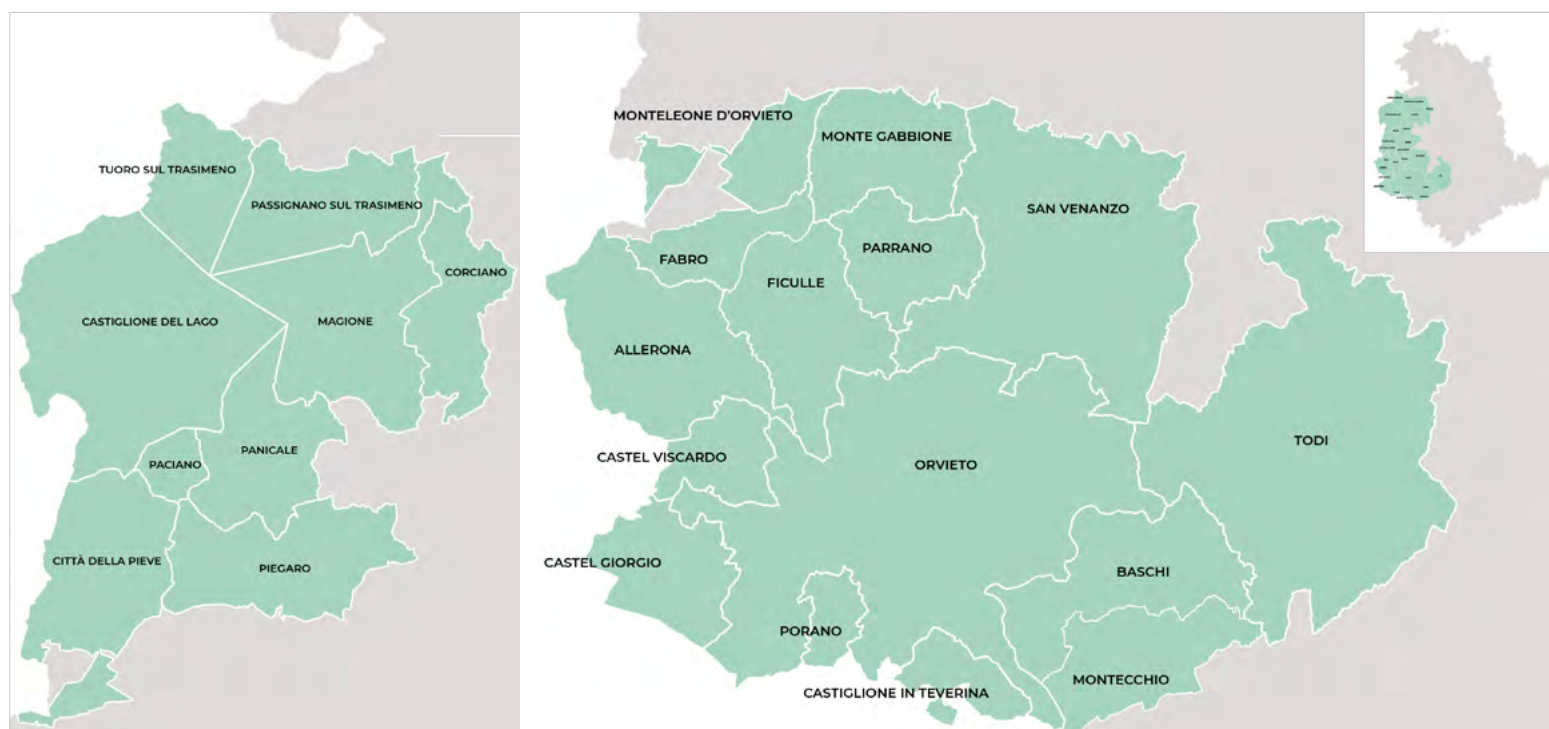 TUORO SUL TRASIMENO
PASSIGNANO SUL TRASIMENO
CORCIANO
CASTIGLIONE DEL LAGO
MAGIONE
PANICALE
PACIANO
CITTÀ DELLA PIEVE
PIEGARO
MONTELEONE D'ORVIETO
MONTE GABBIONE
SAN VENANZO
PARRANO
FABRO
FICULLE
ALLERONA
TODI
CASTEL VISCARDO
ORVIETO
CASTEL GIORGIO
BASCHI
PORANO
MONTECCHIO
CASTIGLIONE IN TEVERINA